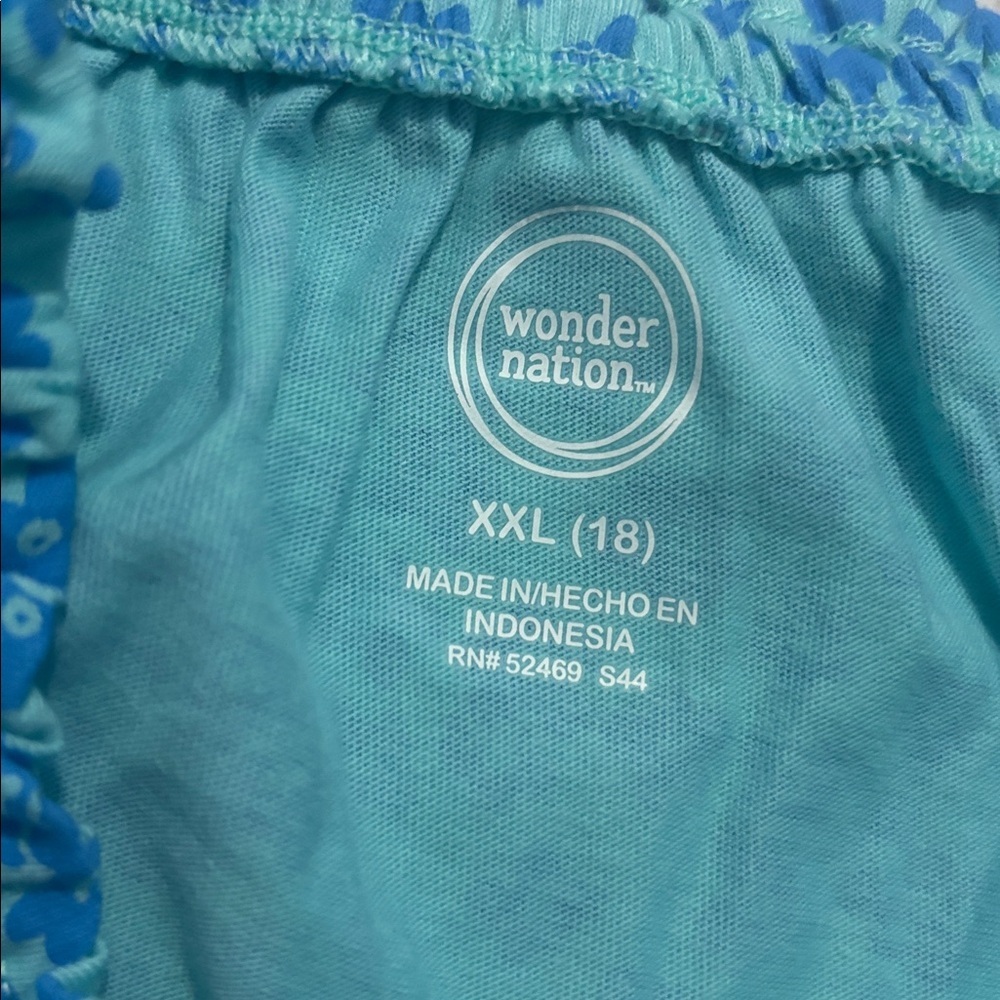 wonder
nation™
XXL (18)
MADE IN/HECHO EN
INDONESIA
RN# 52469 S44